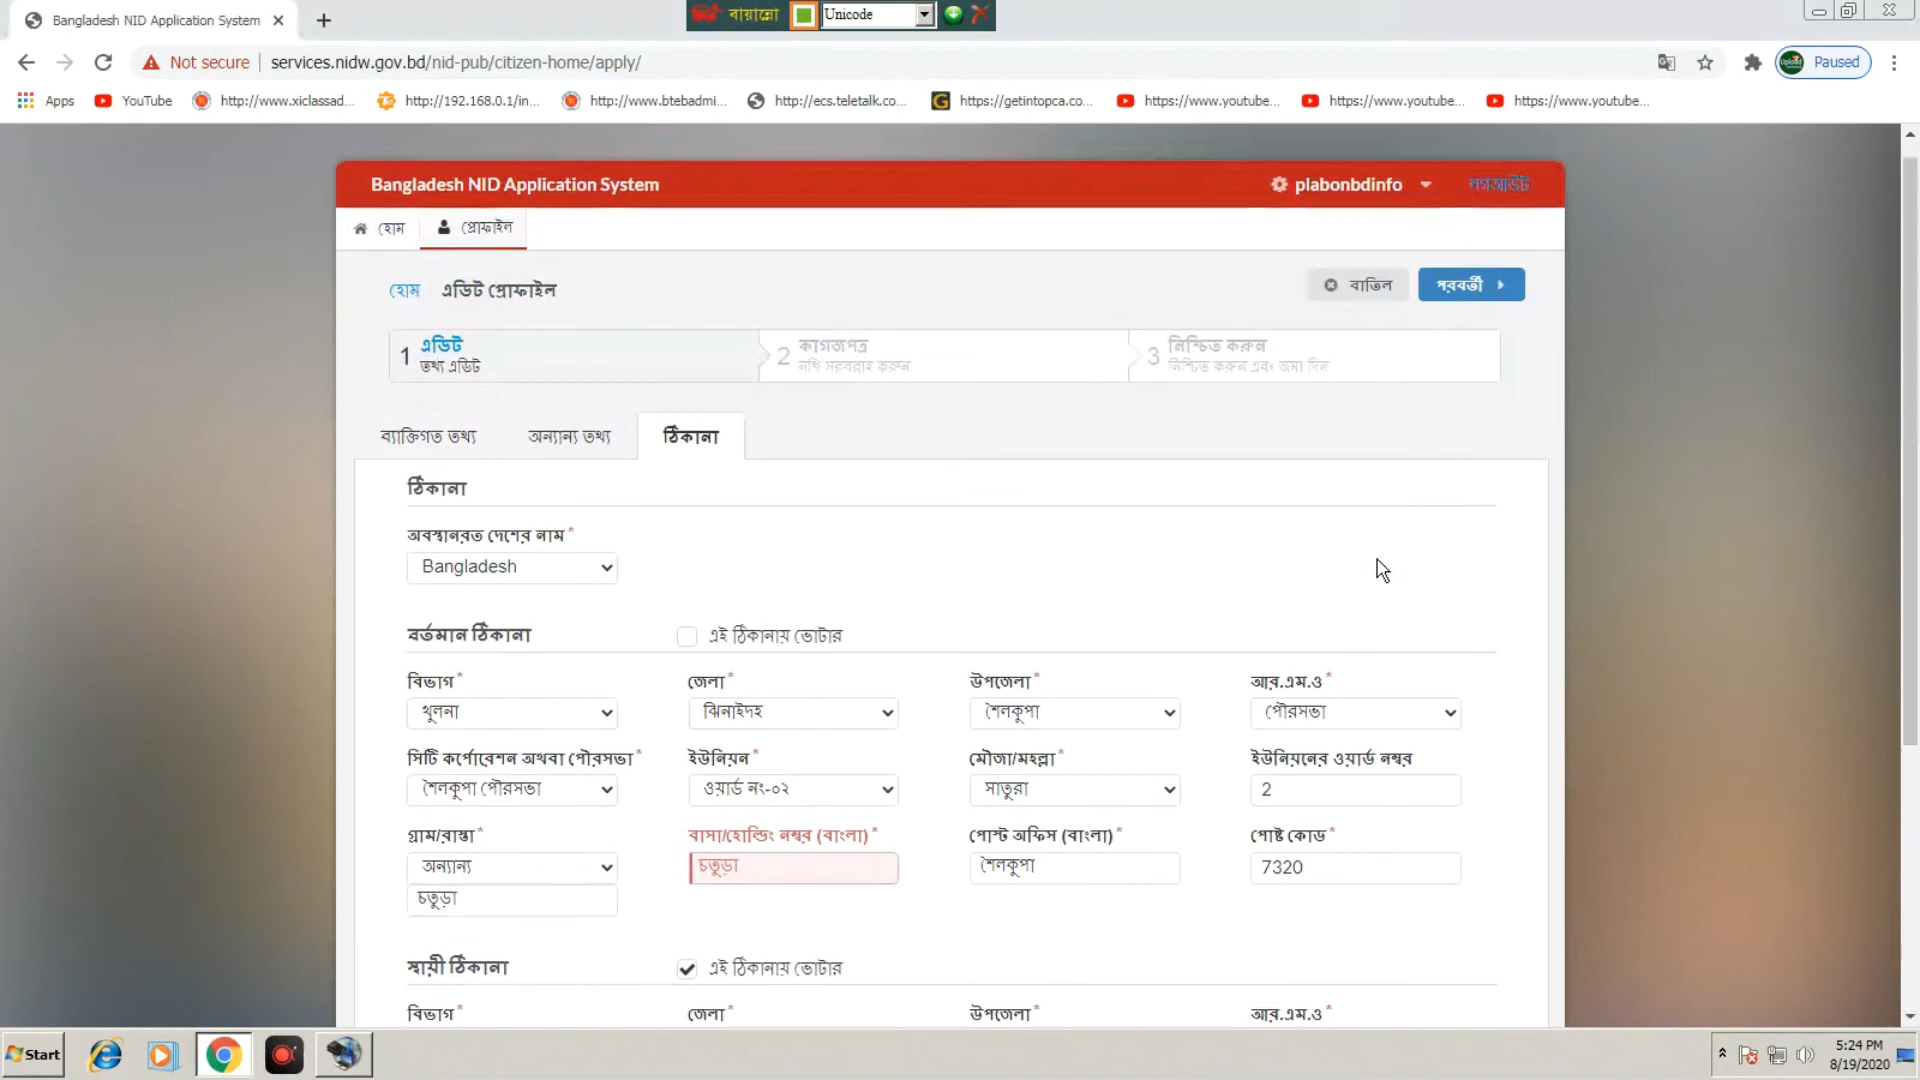 Bangladesh NID Application System
বায়ান্নো
Unicode
Not secure
services.nidw.gov.bd/nid-pub/citizen-home/apply/
Paused
Apps
YouTube
http://www.xiclassad...
http://192.168.0.1/in...
http://www.btebadmi...
http://ecs.teletalk.co...
https://getintopca.co...
https://www.youtube...
https://www.youtube...
https://www.youtube...
Bangladesh NID Application System
plabonbdinfo
লগআউট
হোম
প্রোফাইল
হোম
এডিট প্রোফাইল
বাতিল
পরবর্তী
1 এডিট
তথ্য এডিট
2 কাগজপত্র
নথি সরবরাহ করুন
3 নিশ্চিত করুন
নিশ্চিত করুন এবং জমা দিন
ব্যাক্তিগত তথ্য
অন্যান্য তথ্য
ঠিকানা
ঠিকানা
অবস্থানরত দেশের নাম *
Bangladesh
বর্তমান ঠিকানা
এই ঠিকানায় ভোটার
বিভাগ * জেলা * উপজেলা * আর.এম.ও *
খুলনা ঝিনাইদহ শৈলকুপা পৌরসভা
সিটি কর্পোরেশন অথবা পৌরসভা * ইউনিয়ন * মৌজা/মহল্লা * ইউনিয়নের ওয়ার্ড নম্বর
শৈলকুপা পৌরসভা ওয়ার্ড নং-০২ সাতুরা 2
গ্রাম/রাস্তা * বাসা/হোল্ডিং নম্বর (বাংলা) * পোস্ট অফিস (বাংলা) * পোষ্ট কোড *
অন্যান্য চতুড়া শৈলকুপা 7320
চতুড়া
স্থায়ী ঠিকানা
এই ঠিকানায় ভোটার
বিভাগ * জেলা * উপজেলা * আর.এম.ও *
Start
5:24 PM
8/19/2020